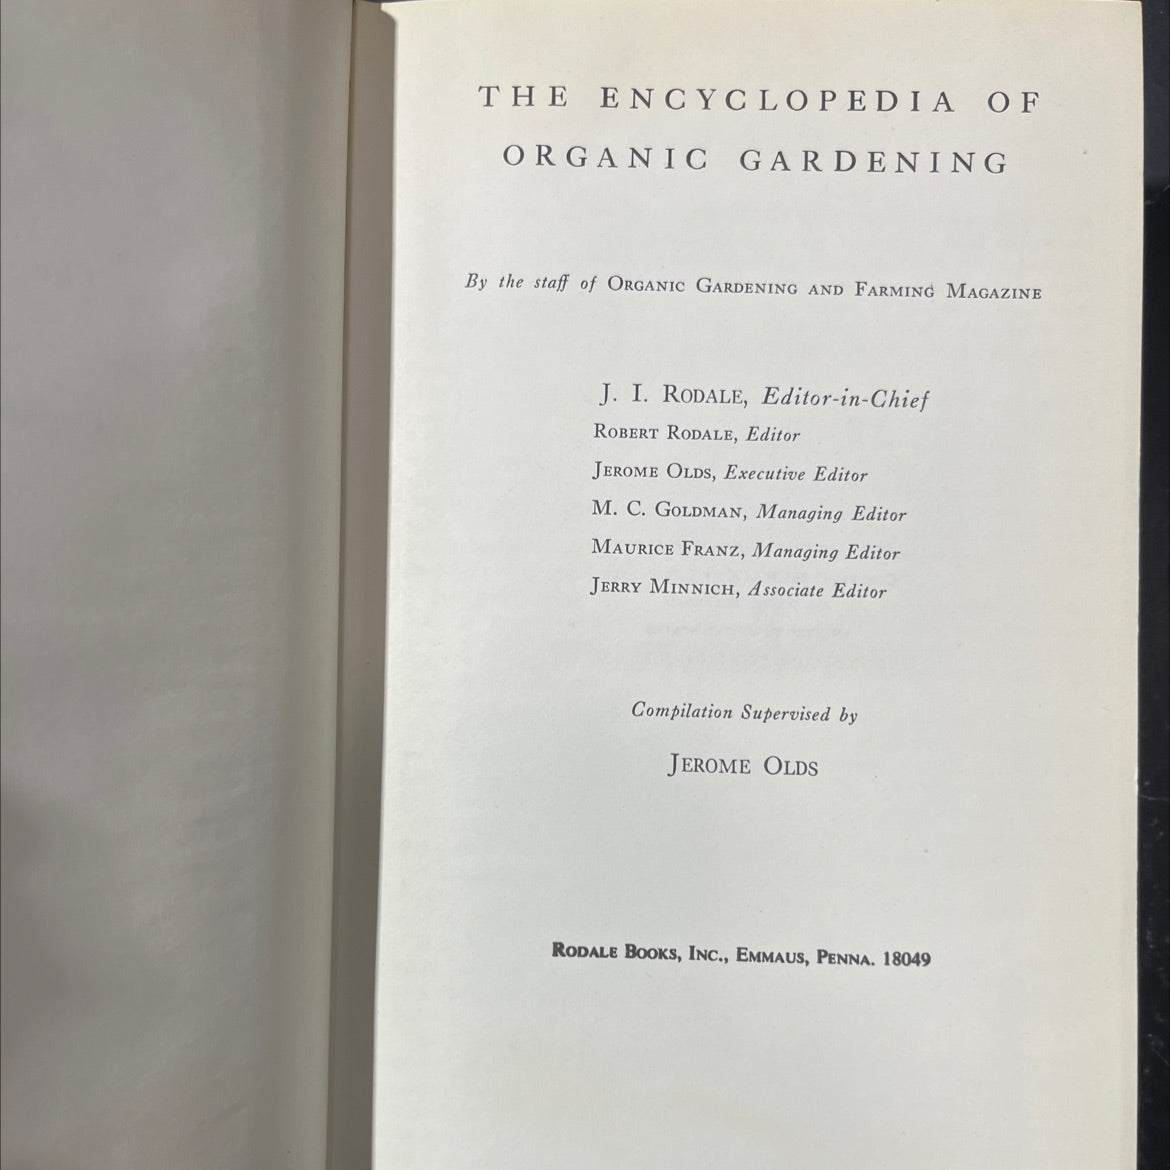 THE ENCYCLOPEDIA OF
ORGANIC GARDENING
By the staff of ORGANIC GARDENING AND FARMING MAGAZINE
J. I. RODALE, Editor-in-Chief
ROBERT RODALE, Editor
JEROME OLDS, Executive Editor
M. C. GOLDMAN, Managing Editor
MAURICE FRANZ, Managing Editor
JERRY MINNICH, Associate Editor
Compilation Supervised by
JEROME OLDS
RODALE BOOKS, INC., EMMAUS, PENNA. 18049